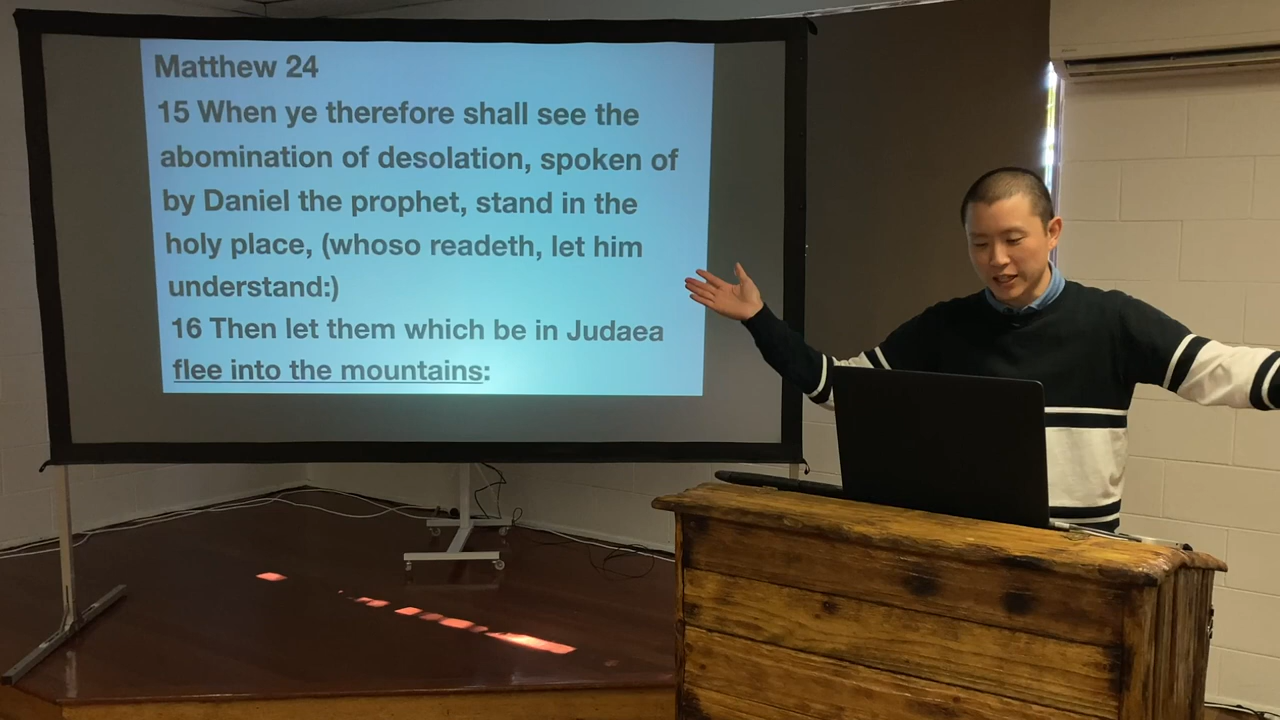 Matthew 24
15 When ye therefore shall see the
abomination of desolation, spoken of
by Daniel the prophet, stand in the
holy place, (whoso readeth, let him
understand:)
16 Then let them which be in Judaea
flee into the mountains: